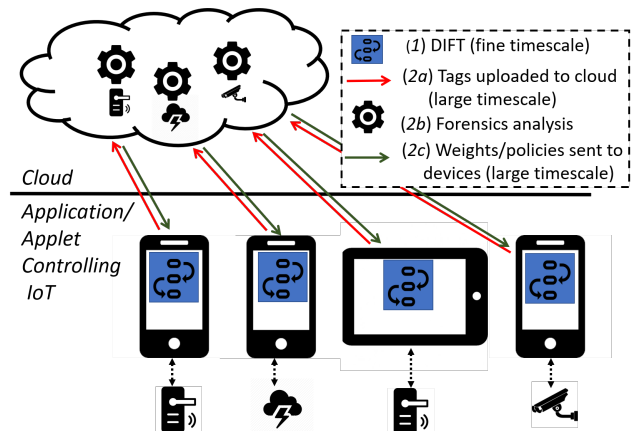 (1) DIFT (fine timescale)
(2a) Tags uploaded to cloud
(large timescale)
(2b) Forensics analysis
(2c) Weights/policies sent to
devices (large timescale)
Cloud
Application/
Applet
Controlling
IoT